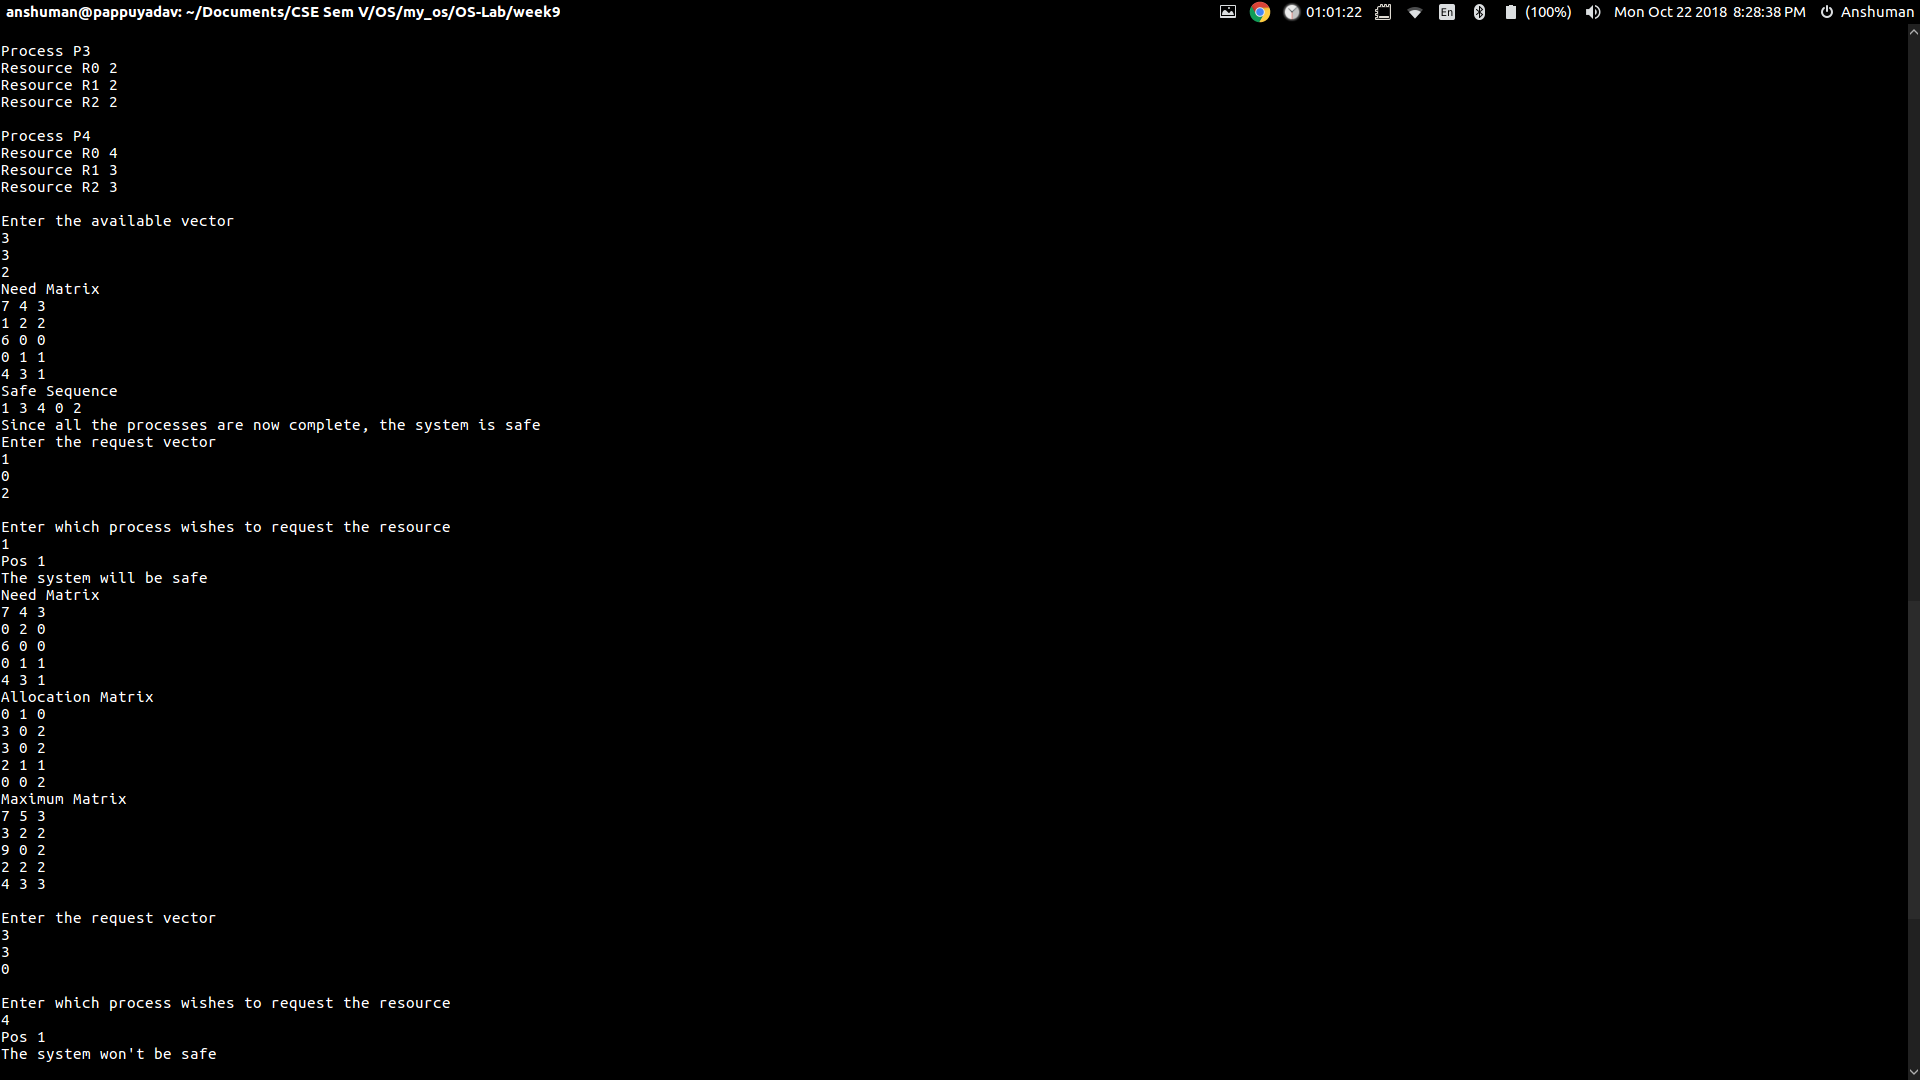 anshuman@pappuyadav: ~/Documents/CSE Sem V/OS/my_os/OS-Lab/week9 01:01:22 En (100%) Mon Oct 22 2018 8:28:38 PM Anshuman
Process P3
Resource R0 2
Resource R1 2
Resource R2 2
Process P4
Resource R0 4
Resource R1 3
Resource R2 3
Enter the available vector
3
3
2
Need Matrix
7 4 3
1 2 2
6 0 0
0 1 1
4 3 1
Safe Sequence
1 3 4 0 2
Since all the processes are now complete, the system is safe
Enter the request vector
1
0
2
Enter which process wishes to request the resource
1
Pos 1
The system will be safe
Need Matrix
7 4 3
0 2 0
6 0 0
0 1 1
4 3 1
Allocation Matrix
0 1 0
3 0 2
3 0 2
2 1 1
0 0 2
Maximum Matrix
7 5 3
3 2 2
9 0 2
2 2 2
4 3 3
Enter the request vector
3
3
0
Enter which process wishes to request the resource
4
Pos 1
The system won't be safe